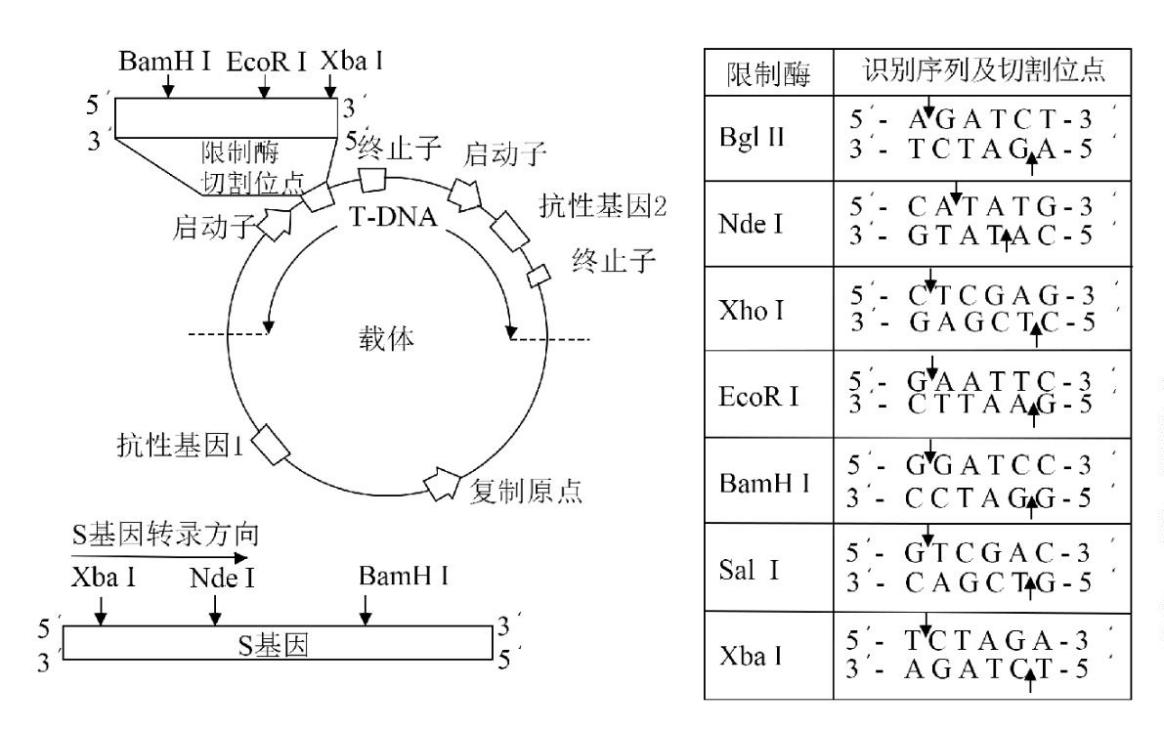 BamH I EcoR I Xba I
5´ 3´
3´ 5´
限制酶
切割位点
终止子
启动子
启动子
T-DNA
抗性基因2
终止子
载体
抗性基因1
复制原点
S基因转录方向
Xba I Nde I BamH I
5´ 3´
S基因
3´ 5´
限制酶 识别序列及切割位点
Bgl II
5´- AGATCT-3´
3´- TCTAGA-5´
Nde I
5´- CATATG-3´
3´- GTATAC-5´
Xho I
5´- CTCGAG-3´
3´- GAGCTC-5´
EcoR I
5´- GAATTC-3´
3´- CTTAAG-5´
BamH I
5´- GGATCC-3´
3´- CCTAGG-5´
Sal I
5´- GTCGAC-3´
3´- CAGCTG-5´
Xba I
5´- TCTAGA-3´
3´- AGATCT-5´